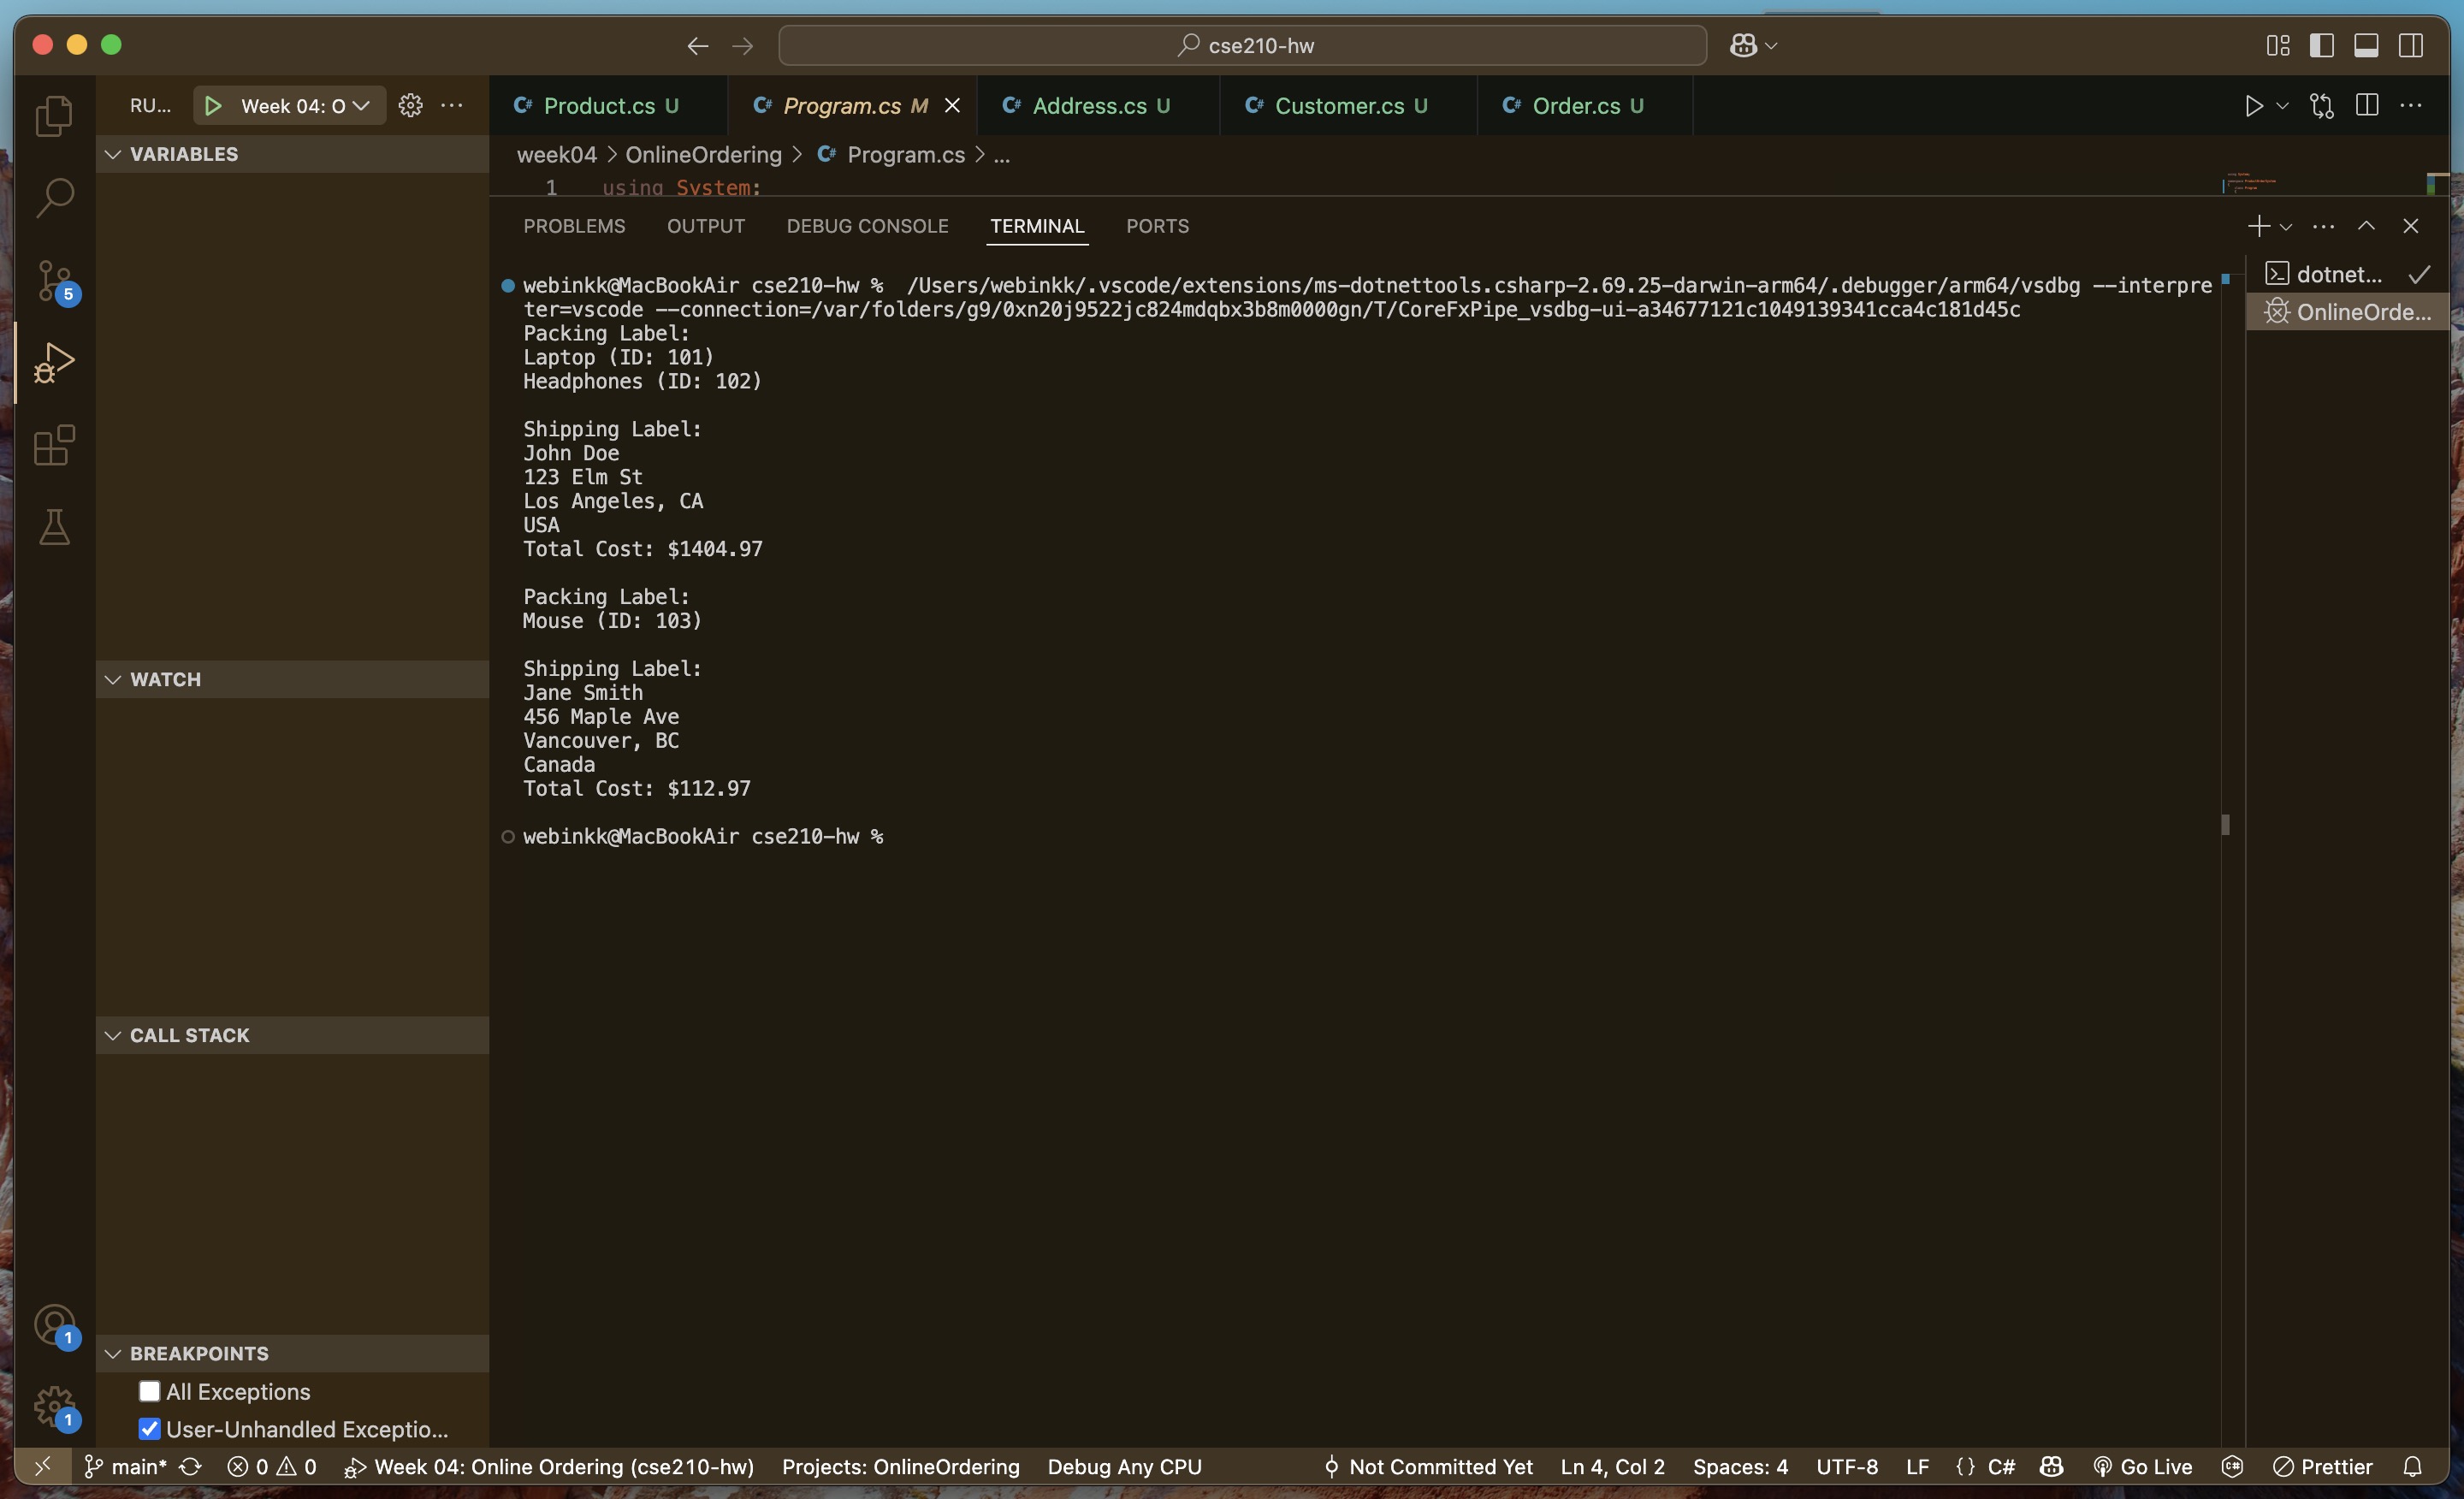 cse210-hw
RU... Week 04: O ...
Product.cs U Program.cs M Address.cs U Customer.cs U Order.cs U ...
VARIABLES
WATCH
CALL STACK
BREAKPOINTS
All Exceptions
User-Unhandled Exceptio...
5
1
1
week04 > OnlineOrdering > Program.cs > ...
1 using System;
PROBLEMS OUTPUT DEBUG CONSOLE TERMINAL PORTS ...
webinkk@MacBookAir cse210-hw % /Users/webinkk/.vscode/extensions/ms-dotnettools.csharp-2.69.25-darwin-arm64/.debugger/arm64/vsdbg --interpre
ter=vscode --connection=/var/folders/g9/0xn20j9522jc824mdqbx3b8m0000gn/T/CoreFxPipe_vsdbg-ui-a34677121c1049139341cca4c181d45c
Packing Label:
Laptop (ID: 101)
Headphones (ID: 102)
Shipping Label:
John Doe
123 Elm St
Los Angeles, CA
USA
Total Cost: $1404.97
Packing Label:
Mouse (ID: 103)
Shipping Label:
Jane Smith
456 Maple Ave
Vancouver, BC
Canada
Total Cost: $112.97
webinkk@MacBookAir cse210-hw %
dotnet...
OnlineOrde...
main* 0 0 Week 04: Online Ordering (cse210-hw) Projects: OnlineOrdering Debug Any CPU Not Committed Yet Ln 4, Col 2 Spaces: 4 UTF-8 LF {} C# Go Live Prettier